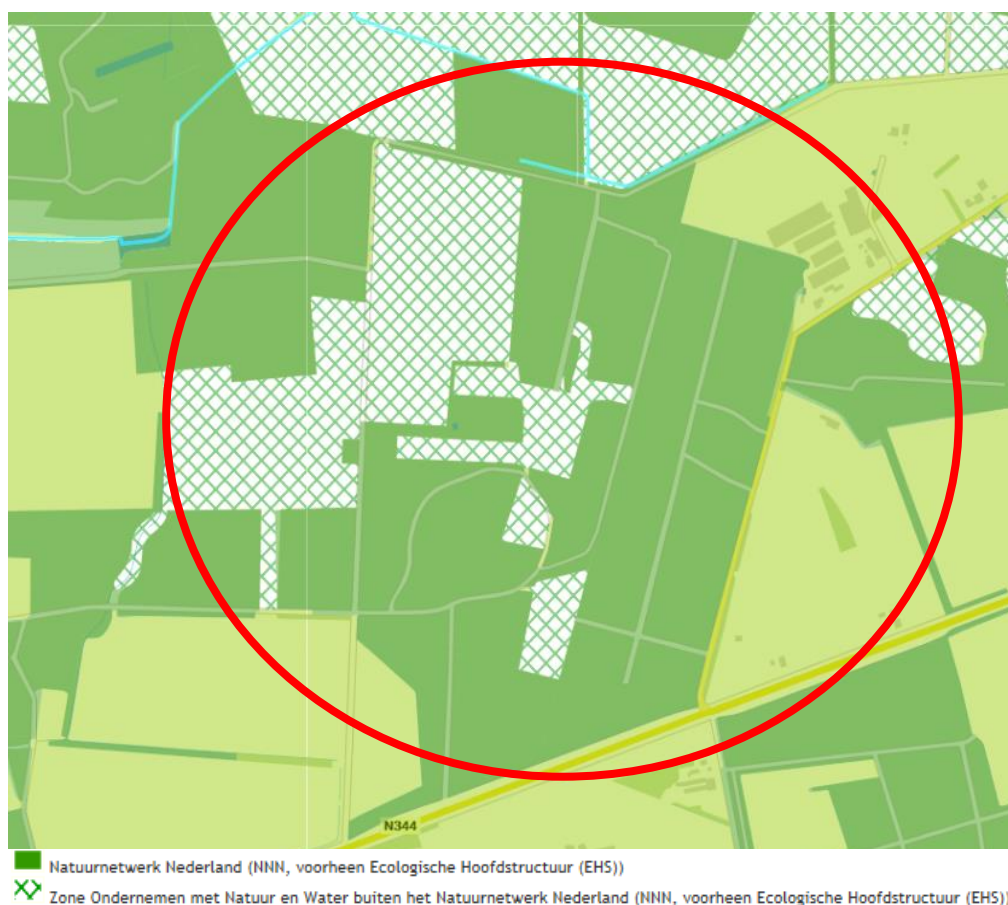 N344
Natuurnetwerk Nederland (NNN, voorheen Ecologische Hoofdstructuur (EHS))
Zone Ondernemen met Natuur en Water buiten het Natuurnetwerk Nederland (NNN, voorheen Ecologische Hoofdstructuur (EHS))